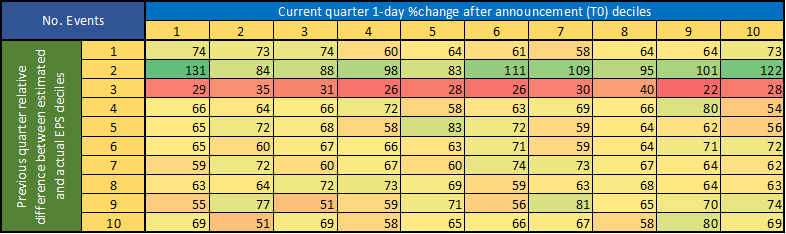 No. Events
Current quarter 1-day %change after announcement (T0) deciles
1 2 3 4 5 6 7 8 9 10
Previous quarter relative
difference between estimated
and actual EPS deciles
1 74 73 74 60 64 61 58 64 64 73
2 131 84 88 98 83 111 109 95 101 122
3 29 35 31 26 28 26 30 40 22 28
4 66 64 66 72 58 63 69 66 80 54
5 65 72 68 58 83 72 59 64 62 56
6 65 60 67 66 63 71 59 64 71 72
7 59 72 60 67 60 74 73 67 64 62
8 63 64 72 73 69 59 63 68 64 63
9 55 77 51 59 71 56 81 65 70 74
10 69 51 69 58 65 66 67 58 80 69